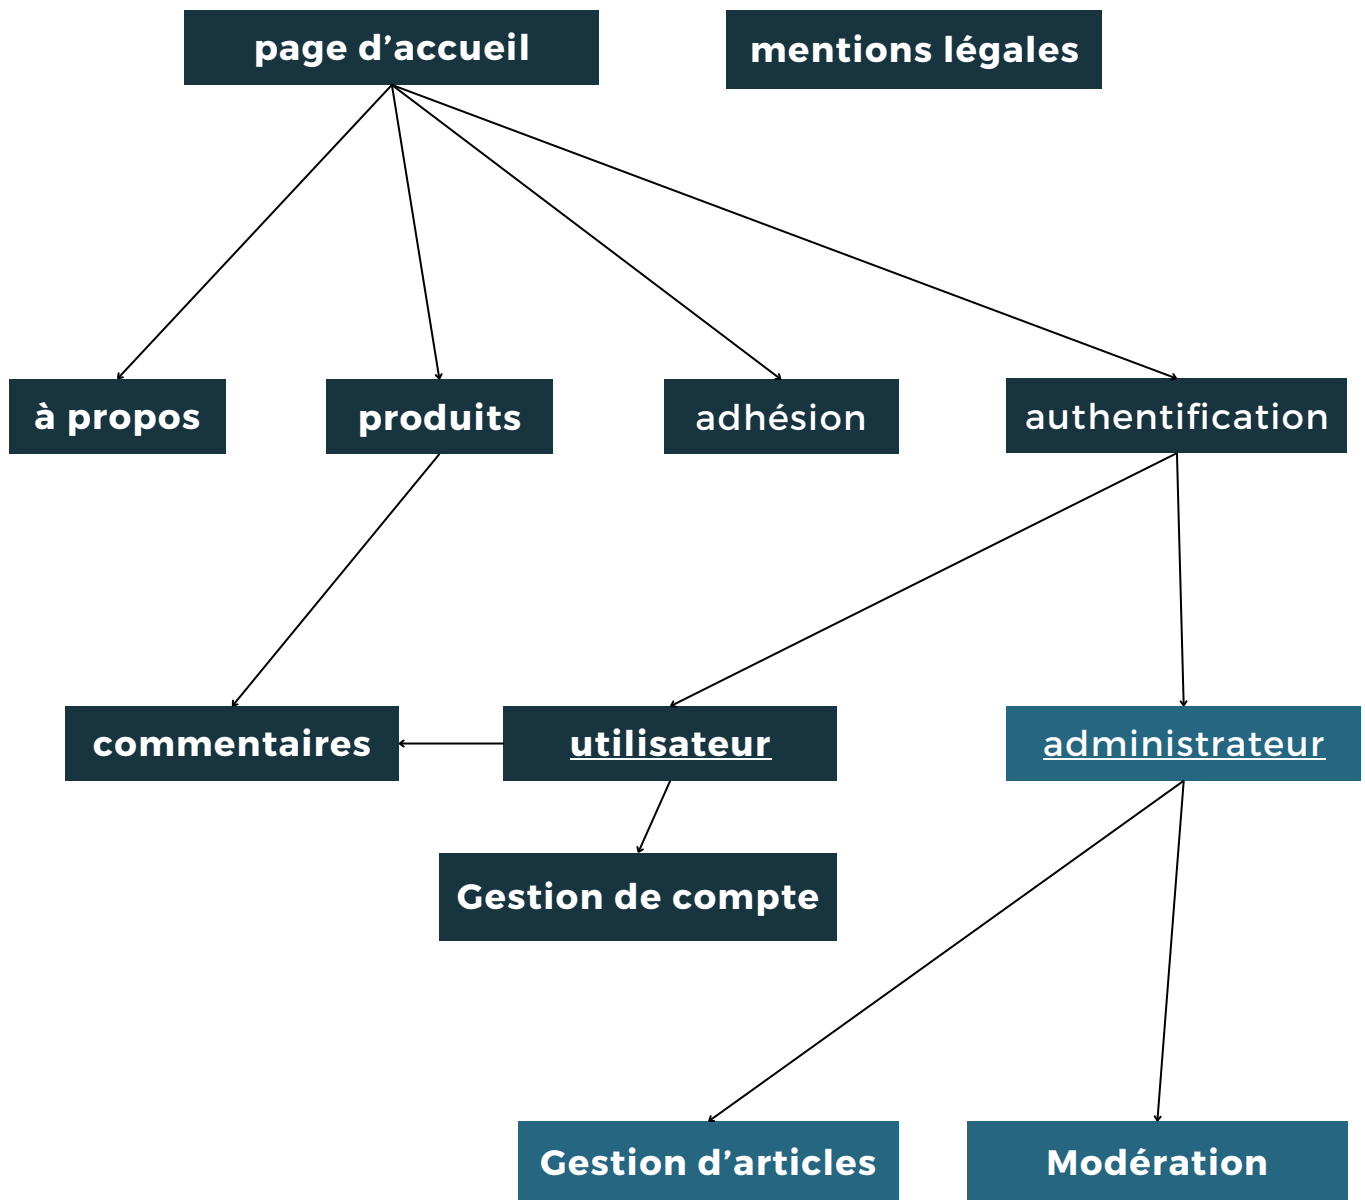 page d’accueil
mentions légales
à propos
produits
adhésion
authentification
commentaires
utilisateur
administrateur
Gestion de compte
Gestion d’articles
Modération